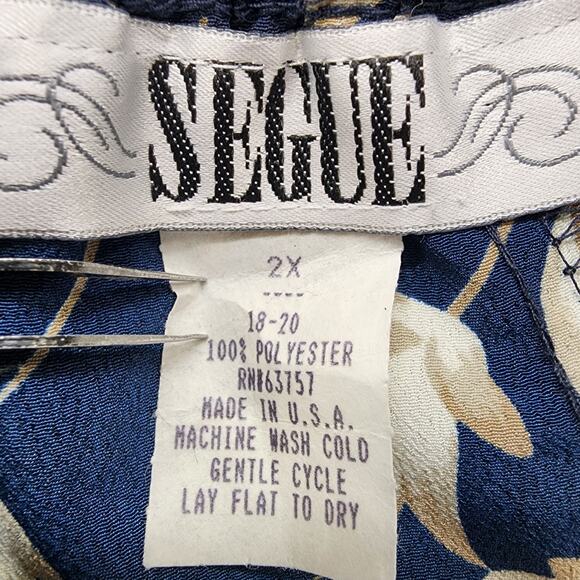 SEGUE
2X
----
18-20
100% POLYESTER
RN#63757
MADE IN U.S.A.
MACHINE WASH COLD
GENTLE CYCLE
LAY FLAT TO DRY